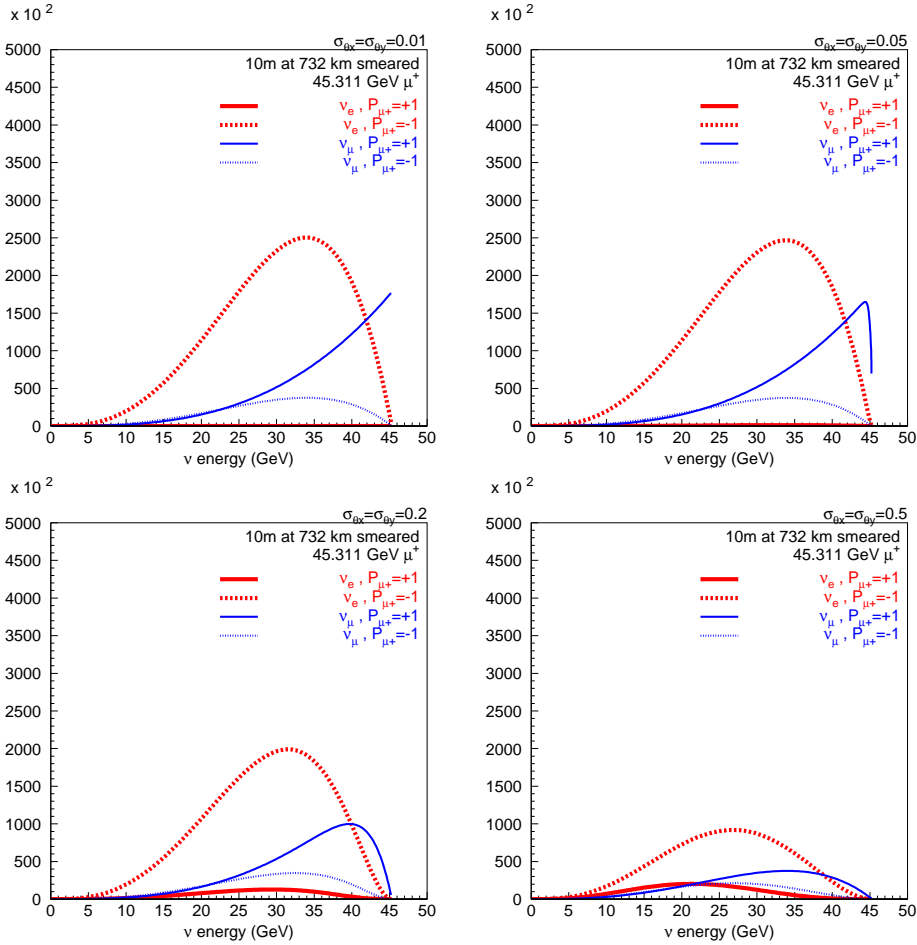 x 10 2
σθx=σθy=0.01
10m at 732 km smeared
45.311 GeV μ+
νe , Pμ+=+1
νe , Pμ+=-1
νμ , Pμ+=+1
νμ , Pμ+=-1
5000
4500
4000
3500
3000
2500
2000
1500
1000
500
0
0 5 10 15 20 25 30 35 40 45 50
ν energy (GeV)
x 10 2
σθx=σθy=0.05
10m at 732 km smeared
45.311 GeV μ+
νe , Pμ+=+1
νe , Pμ+=-1
νμ , Pμ+=+1
νμ , Pμ+=-1
5000
4500
4000
3500
3000
2500
2000
1500
1000
500
0
0 5 10 15 20 25 30 35 40 45 50
ν energy (GeV)
x 10 2
σθx=σθy=0.2
10m at 732 km smeared
45.311 GeV μ+
νe , Pμ+=+1
νe , Pμ+=-1
νμ , Pμ+=+1
νμ , Pμ+=-1
5000
4500
4000
3500
3000
2500
2000
1500
1000
500
0
0 5 10 15 20 25 30 35 40 45 50
ν energy (GeV)
x 10 2
σθx=σθy=0.5
10m at 732 km smeared
45.311 GeV μ+
νe , Pμ+=+1
νe , Pμ+=-1
νμ , Pμ+=+1
νμ , Pμ+=-1
5000
4500
4000
3500
3000
2500
2000
1500
1000
500
0
0 5 10 15 20 25 30 35 40 45 50
ν energy (GeV)